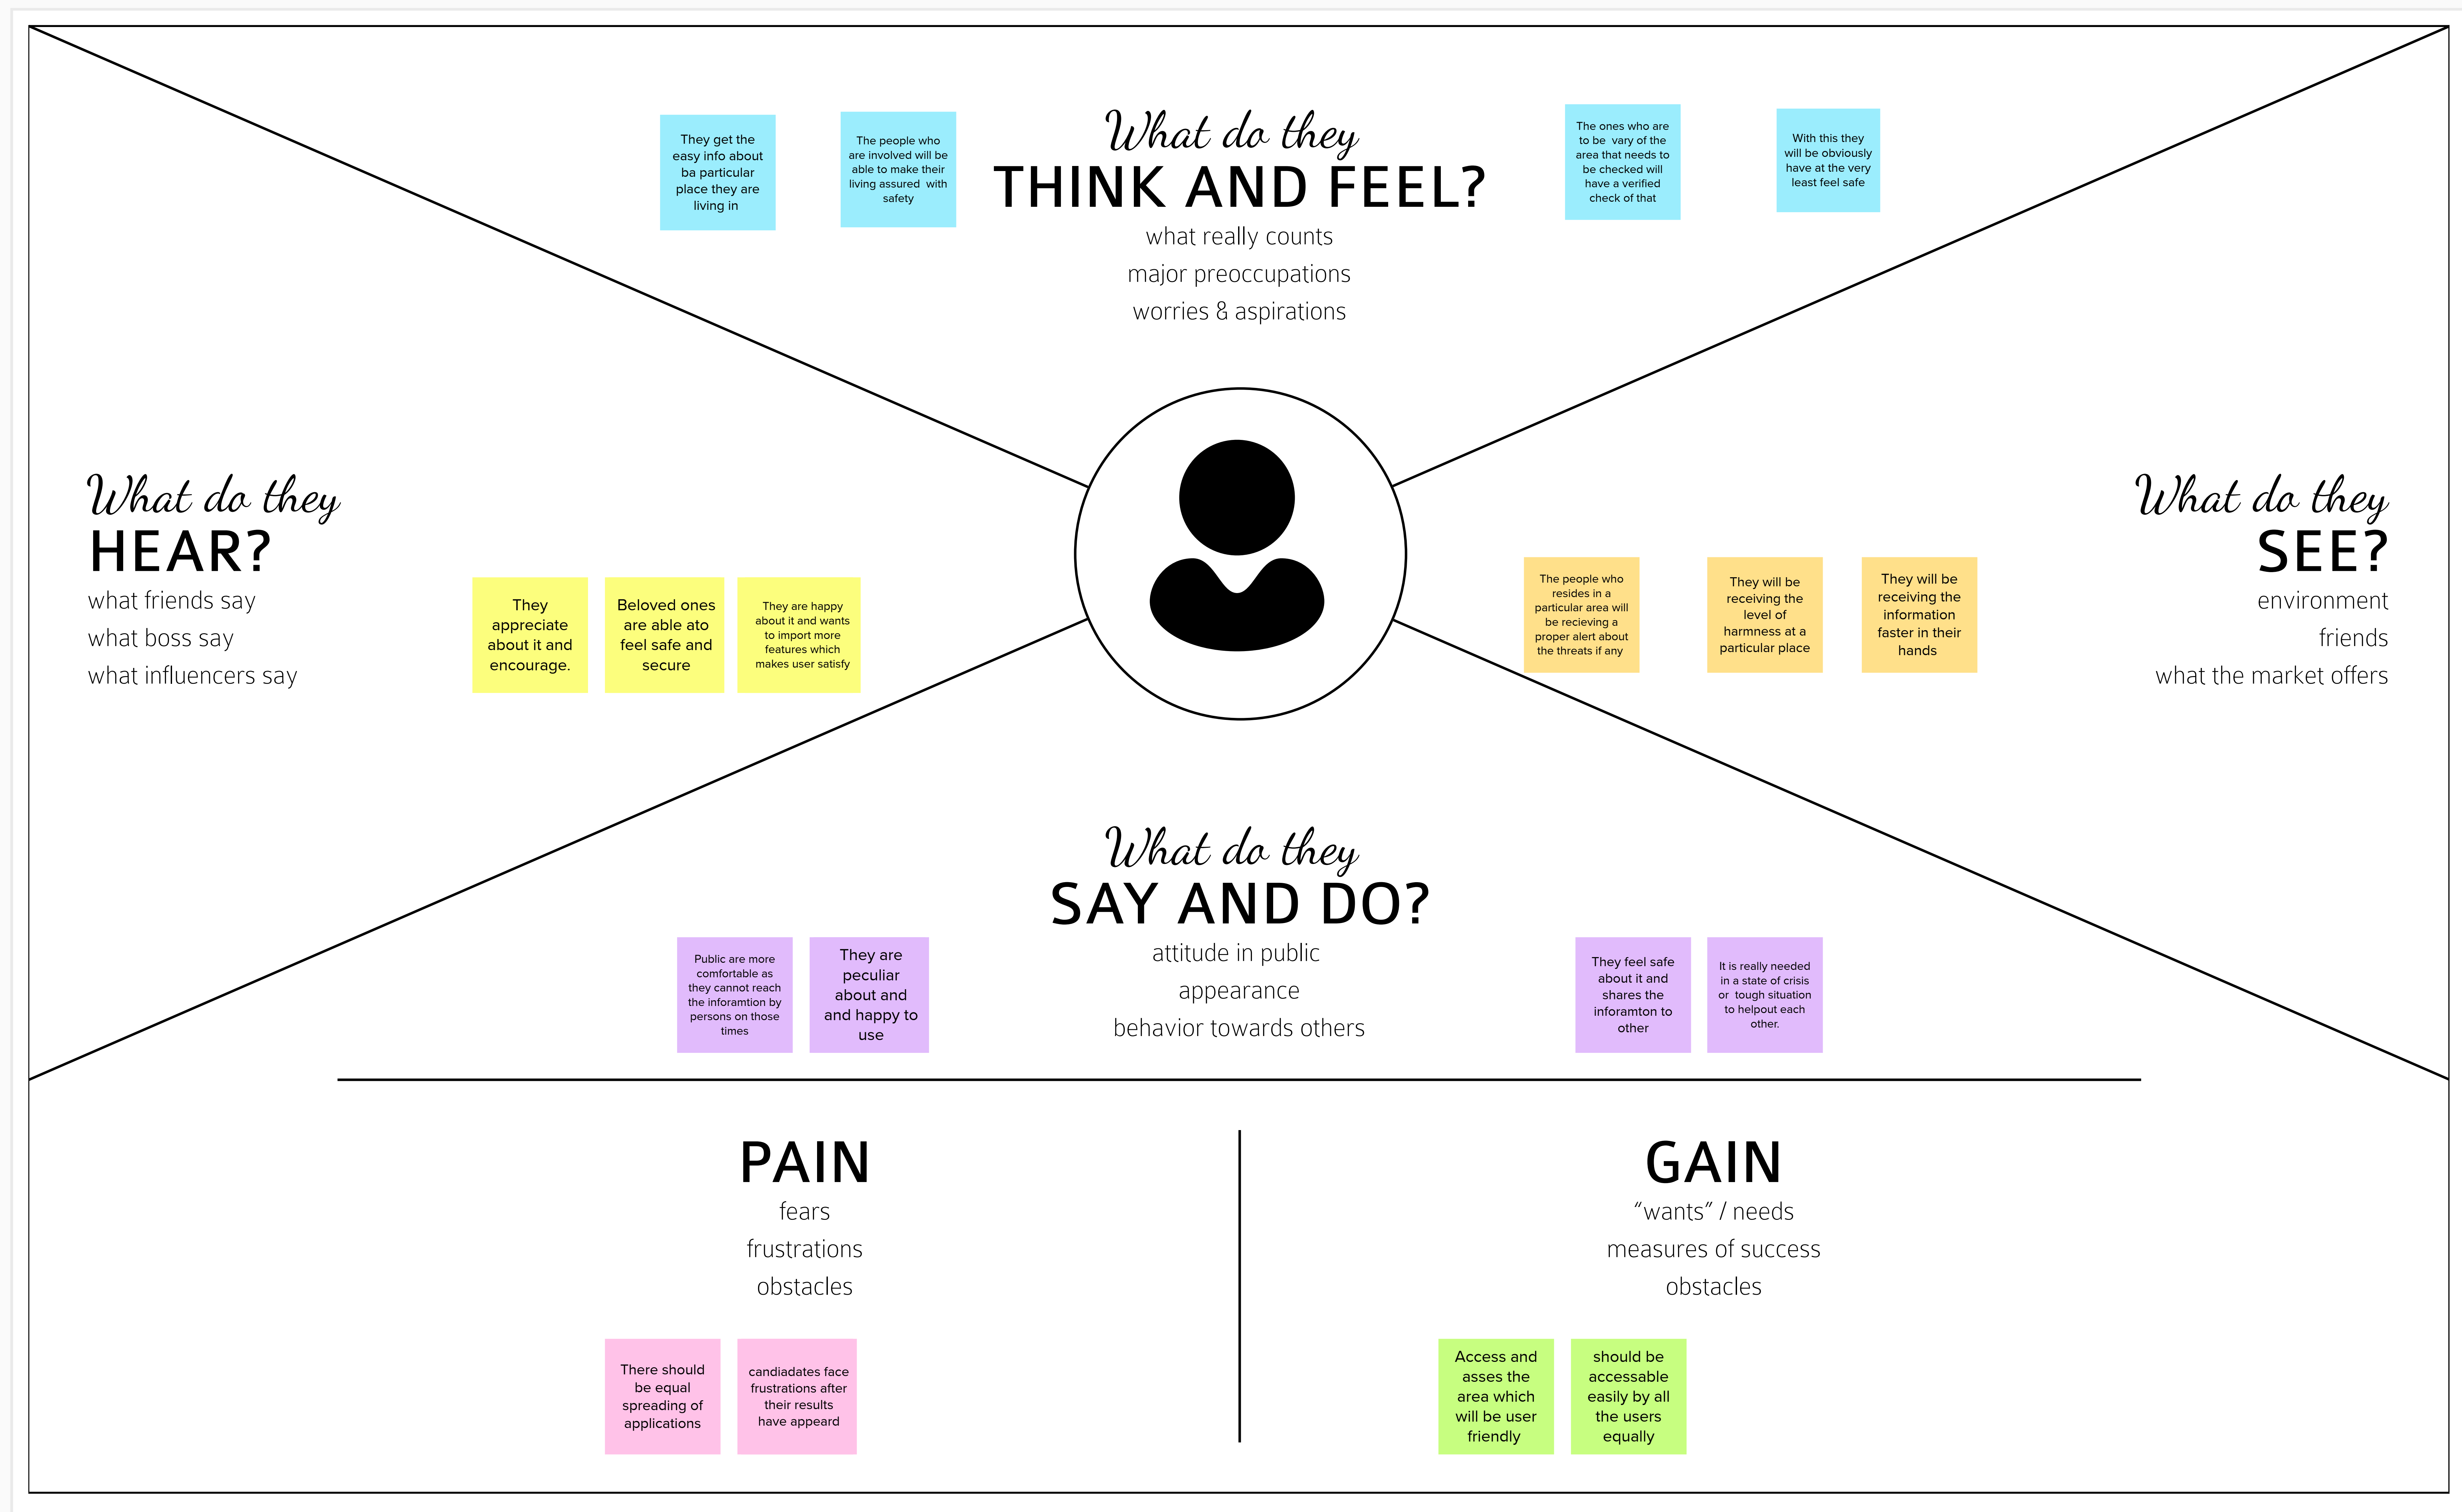 What do they
THINK AND FEEL?
what really counts
major preoccupations
worries & aspirations
They get the
easy info about
ba particular
place they are
living in
The people who
are involved will be
able to make their
living assured with
safety
The ones who are
to be vary of the
area that needs to
be checked will
have a verified
check of that
With this they
will be obviously
have at the very
least feel safe
What do they
HEAR?
what friends say
what boss say
what influencers say
They
appreciate
about it and
encourage.
Beloved ones
are able ato
feel safe and
secure
They are happy
about it and wants
to import more
features which
makes user satisfy
What do they
SEE?
environment
friends
what the market offers
The people who
resides in a
particular area will
be recieving a
proper alert about
the threats if any
They will be
receiving the
level of
harmness at a
particular place
They will be
receiving the
information
faster in their
hands
What do they
SAY AND DO?
attitude in public
appearance
behavior towards others
Public are more
comfortable as
they cannot reach
the inforamtion by
persons on those
times
They are
peculiar
about and
and happy to
use
They feel safe
about it and
shares the
inforamton to
other
It is really needed
in a state of crisis
or tough situation
to helpout each
other.
PAIN
fears
frustrations
obstacles
There should
be equal
spreading of
applications
candiadates face
frustrations after
their results
have appeard
GAIN
“wants” / needs
measures of success
obstacles
Access and
asses the
area which
will be user
friendly
should be
accessable
easily by all
the users
equally